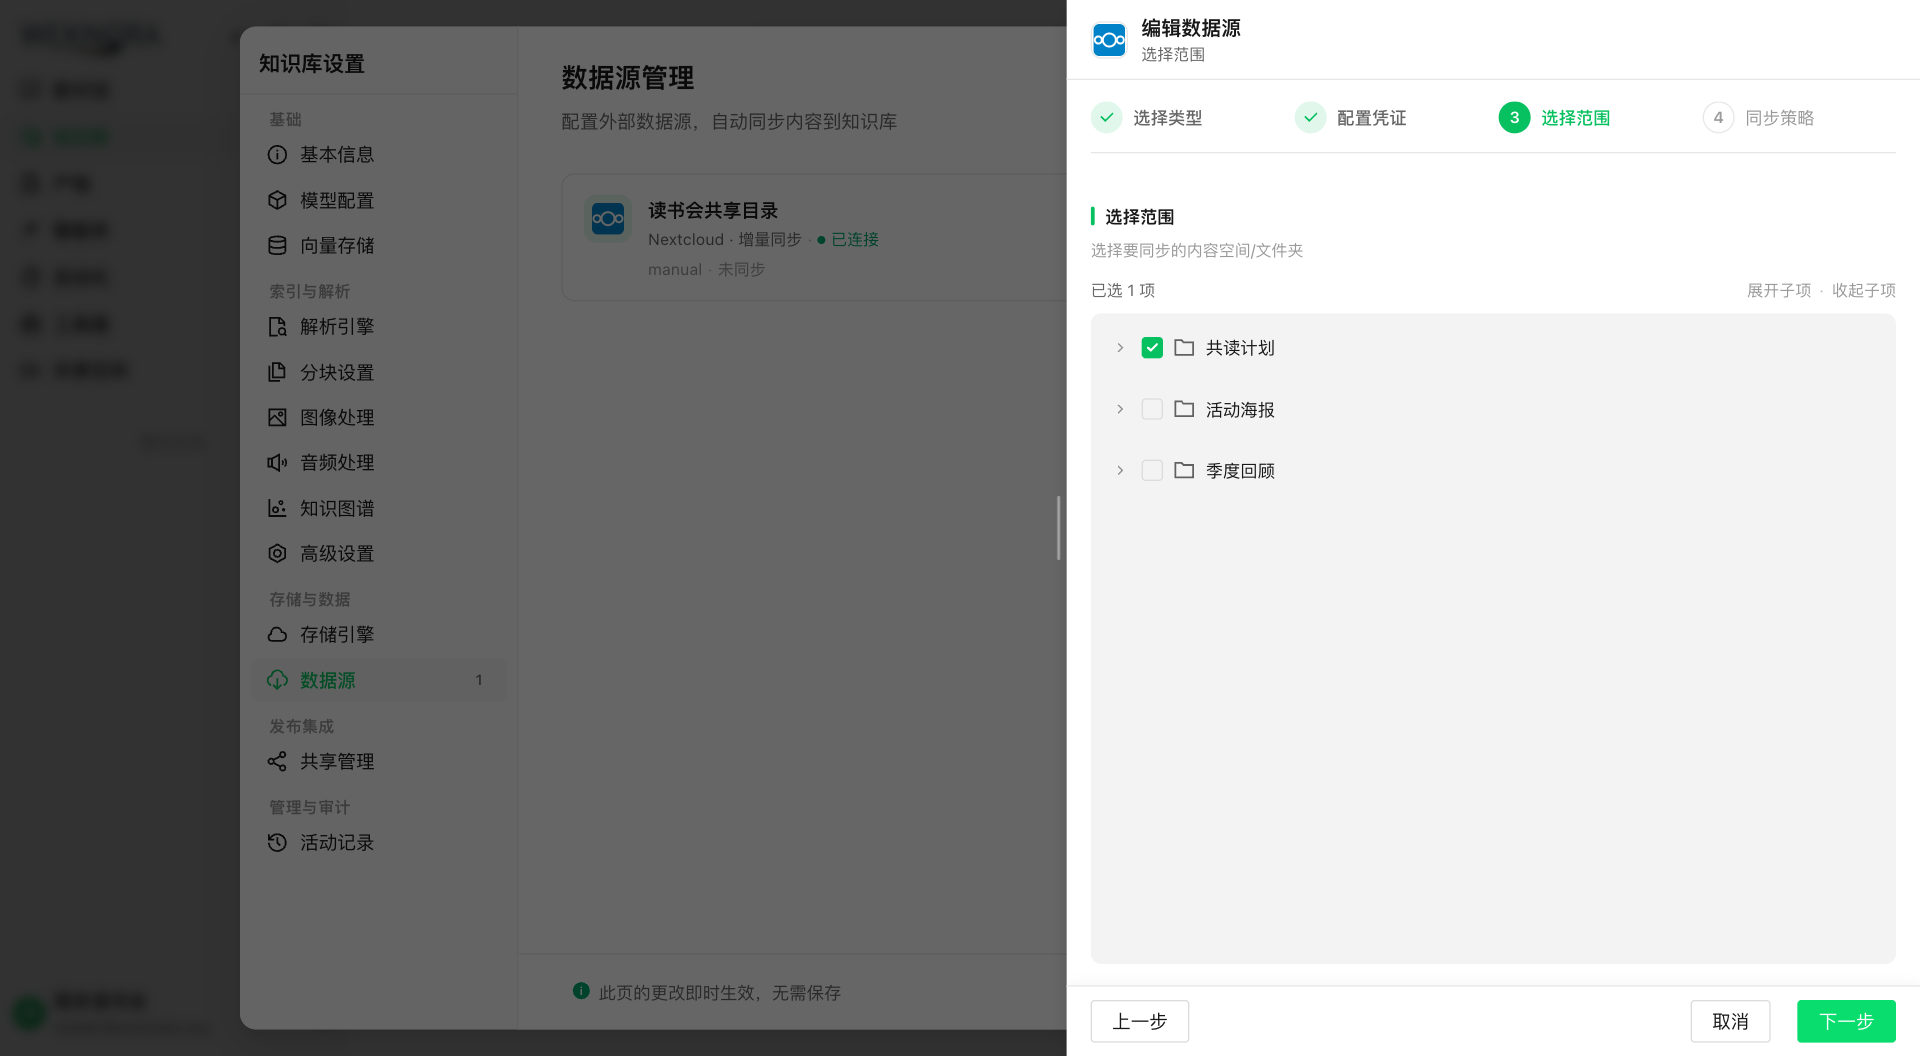 知识库设置
基础
基本信息
模型配置
向量存储
索引与解析
解析引擎
分块设置
图像处理
音频处理
知识图谱
高级设置
存储与数据
存储引擎
数据源 1
发布集成
共享管理
管理与审计
活动记录
数据源管理
配置外部数据源，自动同步内容到知识库
读书会共享目录
Nextcloud · 增量同步 · 已连接
manual · 未同步
此页的更改即时生效，无需保存
编辑数据源
选择范围
选择类型
配置凭证
3 选择范围
4 同步策略
选择范围
选择要同步的内容空间/文件夹
已选 1 项
展开子项 · 收起子项
共读计划
活动海报
季度回顾
上一步
取消
下一步